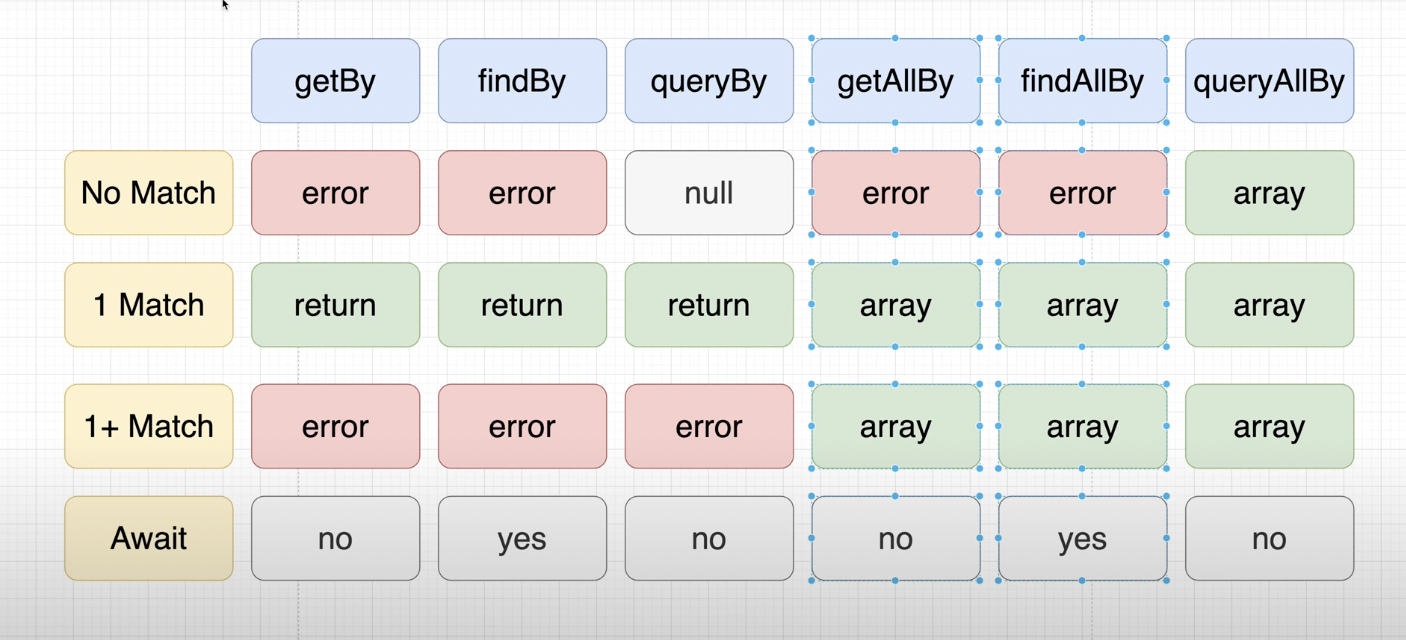 getBy findBy queryBy getAllBy findAllBy queryAllBy
No Match error error null error error array
1 Match return return return array array array
1+ Match error error error array array array
Await no yes no no yes no